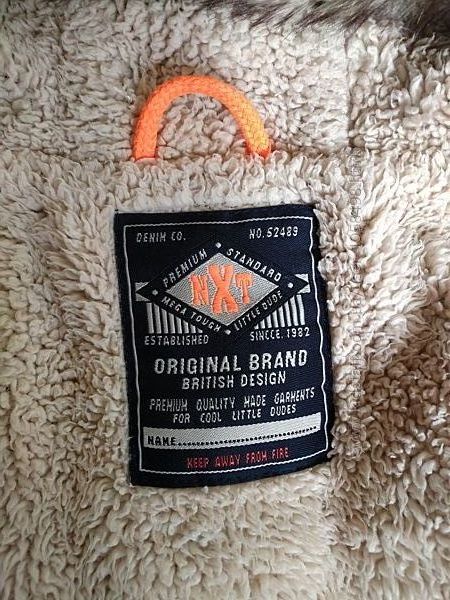 DENIM CO. NO. 52489
PREMIUM STANDARD
NXT
MEGA TOUGH LITTLE DUDE
ESTABLISHED SINCCE. 1982
ORIGINAL BRAND
BRITISH DESIGN
PREMIUM QUALITY MADE GARMENTS
FOR COOL LITTLE DUDES
NAME
KEEP AWAY FROM FIRE